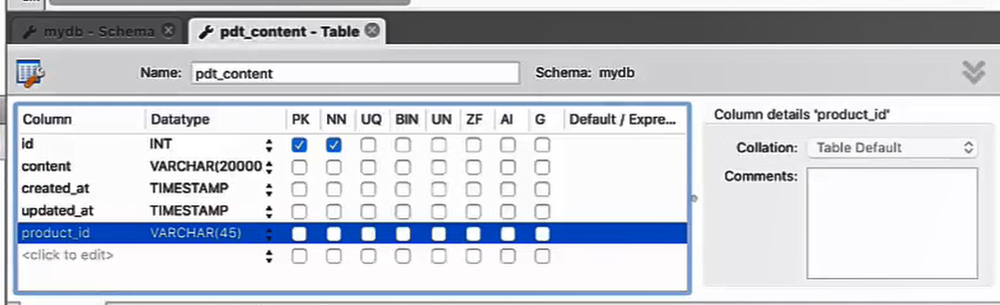 mydb - Schema pdt_content - Table
Name: pdt_content Schema: mydb
Column Datatype PK NN UQ BIN UN ZF AI G Default / Expre...
id INT
content VARCHAR(20000
created_at TIMESTAMP
updated_at TIMESTAMP
product_id VARCHAR(45)
<click to edit>
Column details "product_id"
Collation: Table Default
Comments: